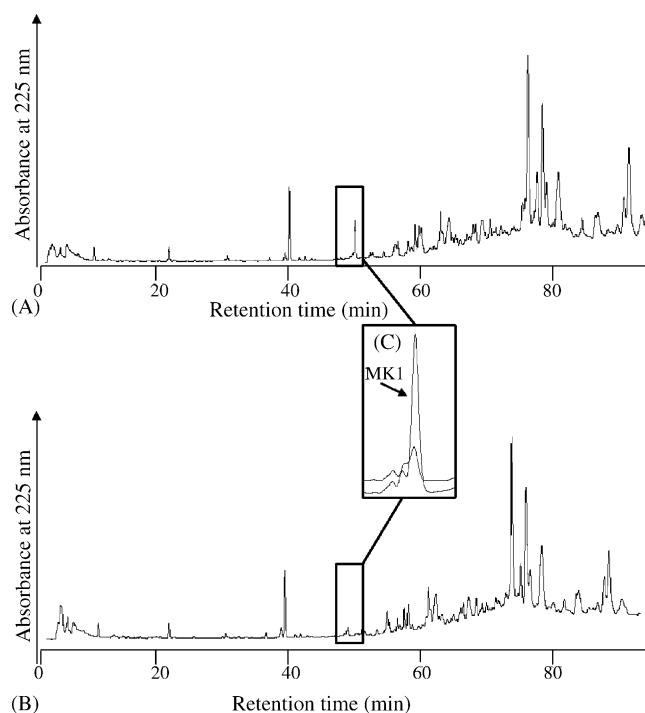 Absorbance at 225 nm
0 20 40 60 80
(A) Retention time (min)
(C)
MK1
Absorbance at 225 nm
0 20 40 60 80
(B) Retention time (min)